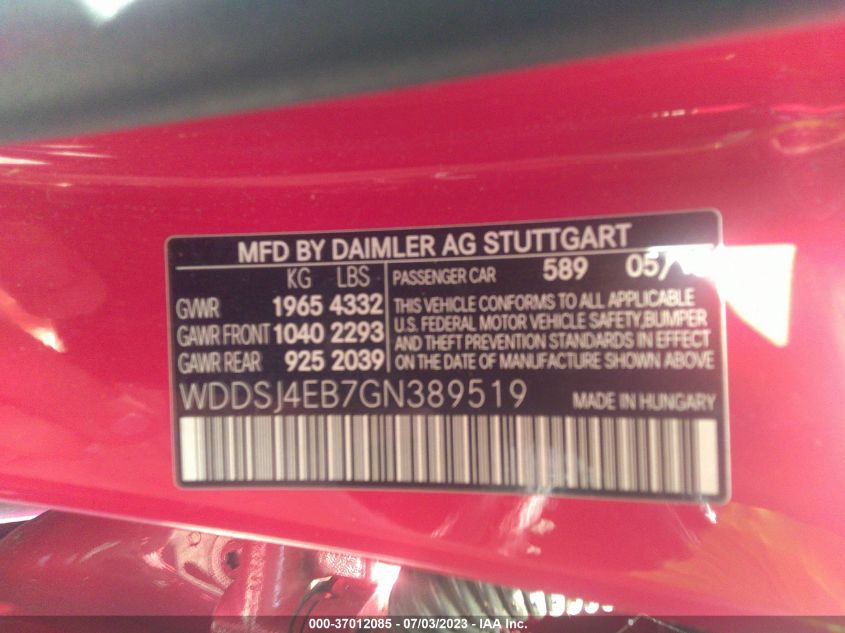 MFD BY DAIMLER AG STUTTGART
KG LBS
GVWR 1965 4332
GAWR FRONT 1040 2293
GAWR REAR 925 2039
PASSENGER CAR 589 05/
THIS VEHICLE CONFORMS TO ALL APPLICABLE
U.S. FEDERAL MOTOR VEHICLE SAFETY,BUMPER
AND THEFT PREVENTION STANDARDS IN EFFECT
ON THE DATE OF MANUFACTURE SHOWN ABOVE
WDDSJ4EB7GN389519 MADE IN HUNGARY
000-37012085 - 07/03/2023 - IAA Inc.